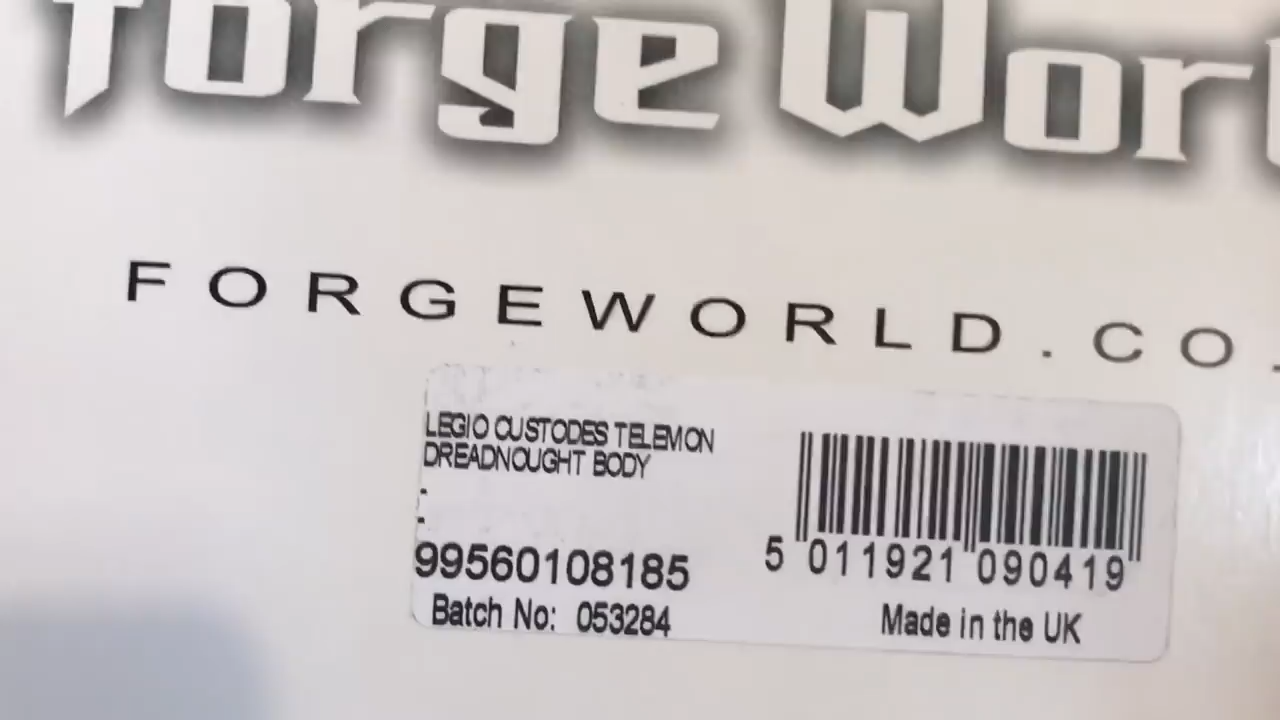 Forge Worl
FORGEWORLD.CO.
LEGIO CUSTODES TELEMON
DREADNOUGHT BODY
-
-
99560108185
Batch No: 053284
5 011921 090419
Made in the UK